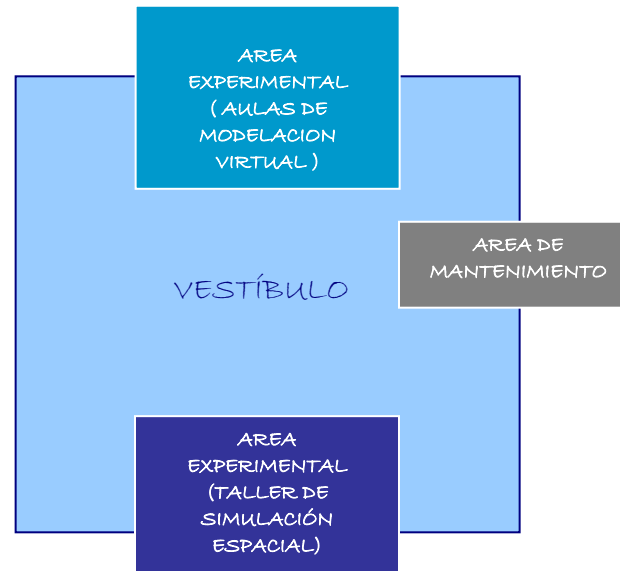 AREA
EXPERIMENTAL
( AULAS DE
MODELACION
VIRTUAL )
AREA DE
MANTENIMIENTO
VESTÍBULO
AREA
EXPERIMENTAL
(TALLER DE
SIMULACIÓN
ESPACIAL)